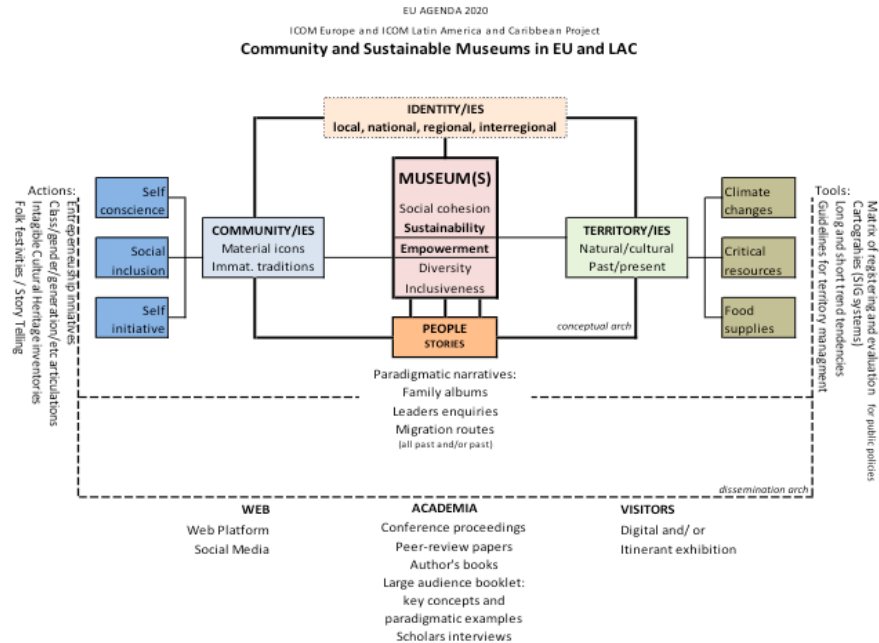 EU AGENDA 2020
ICOM Europe and ICOM Latin America and Caribbean Project
Community and Sustainable Museums in EU and LAC
IDENTITY/IES
local, national, regional, interregional
MUSEUM(S)
Social cohesion
Sustainability
Empowerment
Diversity
Inclusiveness
Actions:
Entrepreneurship inniatives
Class/gender/generation/etc articulations
Intagible Cultural Heritage inventories
Folk festivities / Story Telling
Self
conscience
Social
inclusion
Self
initiative
COMMUNITY/IES
Material icons
Immat. traditions
TERRITORY/IES
Natural/cultural
Past/present
Climate
changes
Critical
resources
Food
supplies
Tools:
Matrix of registering and evaluation for public policies
Cartograhies (SIG systems)
Long and short trend tendencies
Guidelines for territory managment
PEOPLE
STORIES
conceptual arch
Paradigmatic narratives:
Family albums
Leaders enquiries
Migration routes
(all past and/or past)
dissemination arch
WEB
Web Platform
Social Media
ACADEMIA
Conference proceedings
Peer-review papers
Author's books
Large audience booklet:
key concepts and
paradigmatic examples
Scholars interviews
VISITORS
Digital and/ or
Itinerant exhibition